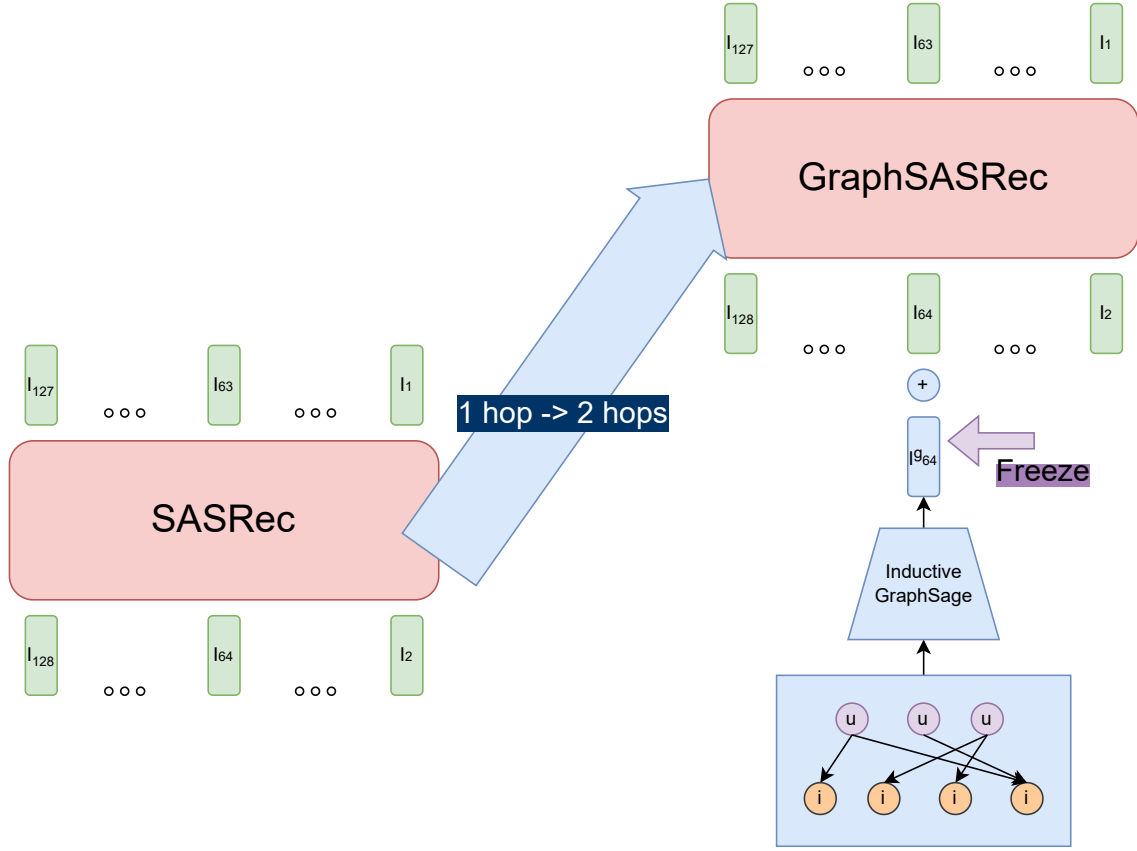 I127 I63 I1
GraphSASRec
I128 I64 I2
+
I^g64
Freeze
1 hop -> 2 hops
I127 I63 I1
SASRec
I128 I64 I2
Inductive
GraphSage
u u u
i i i i